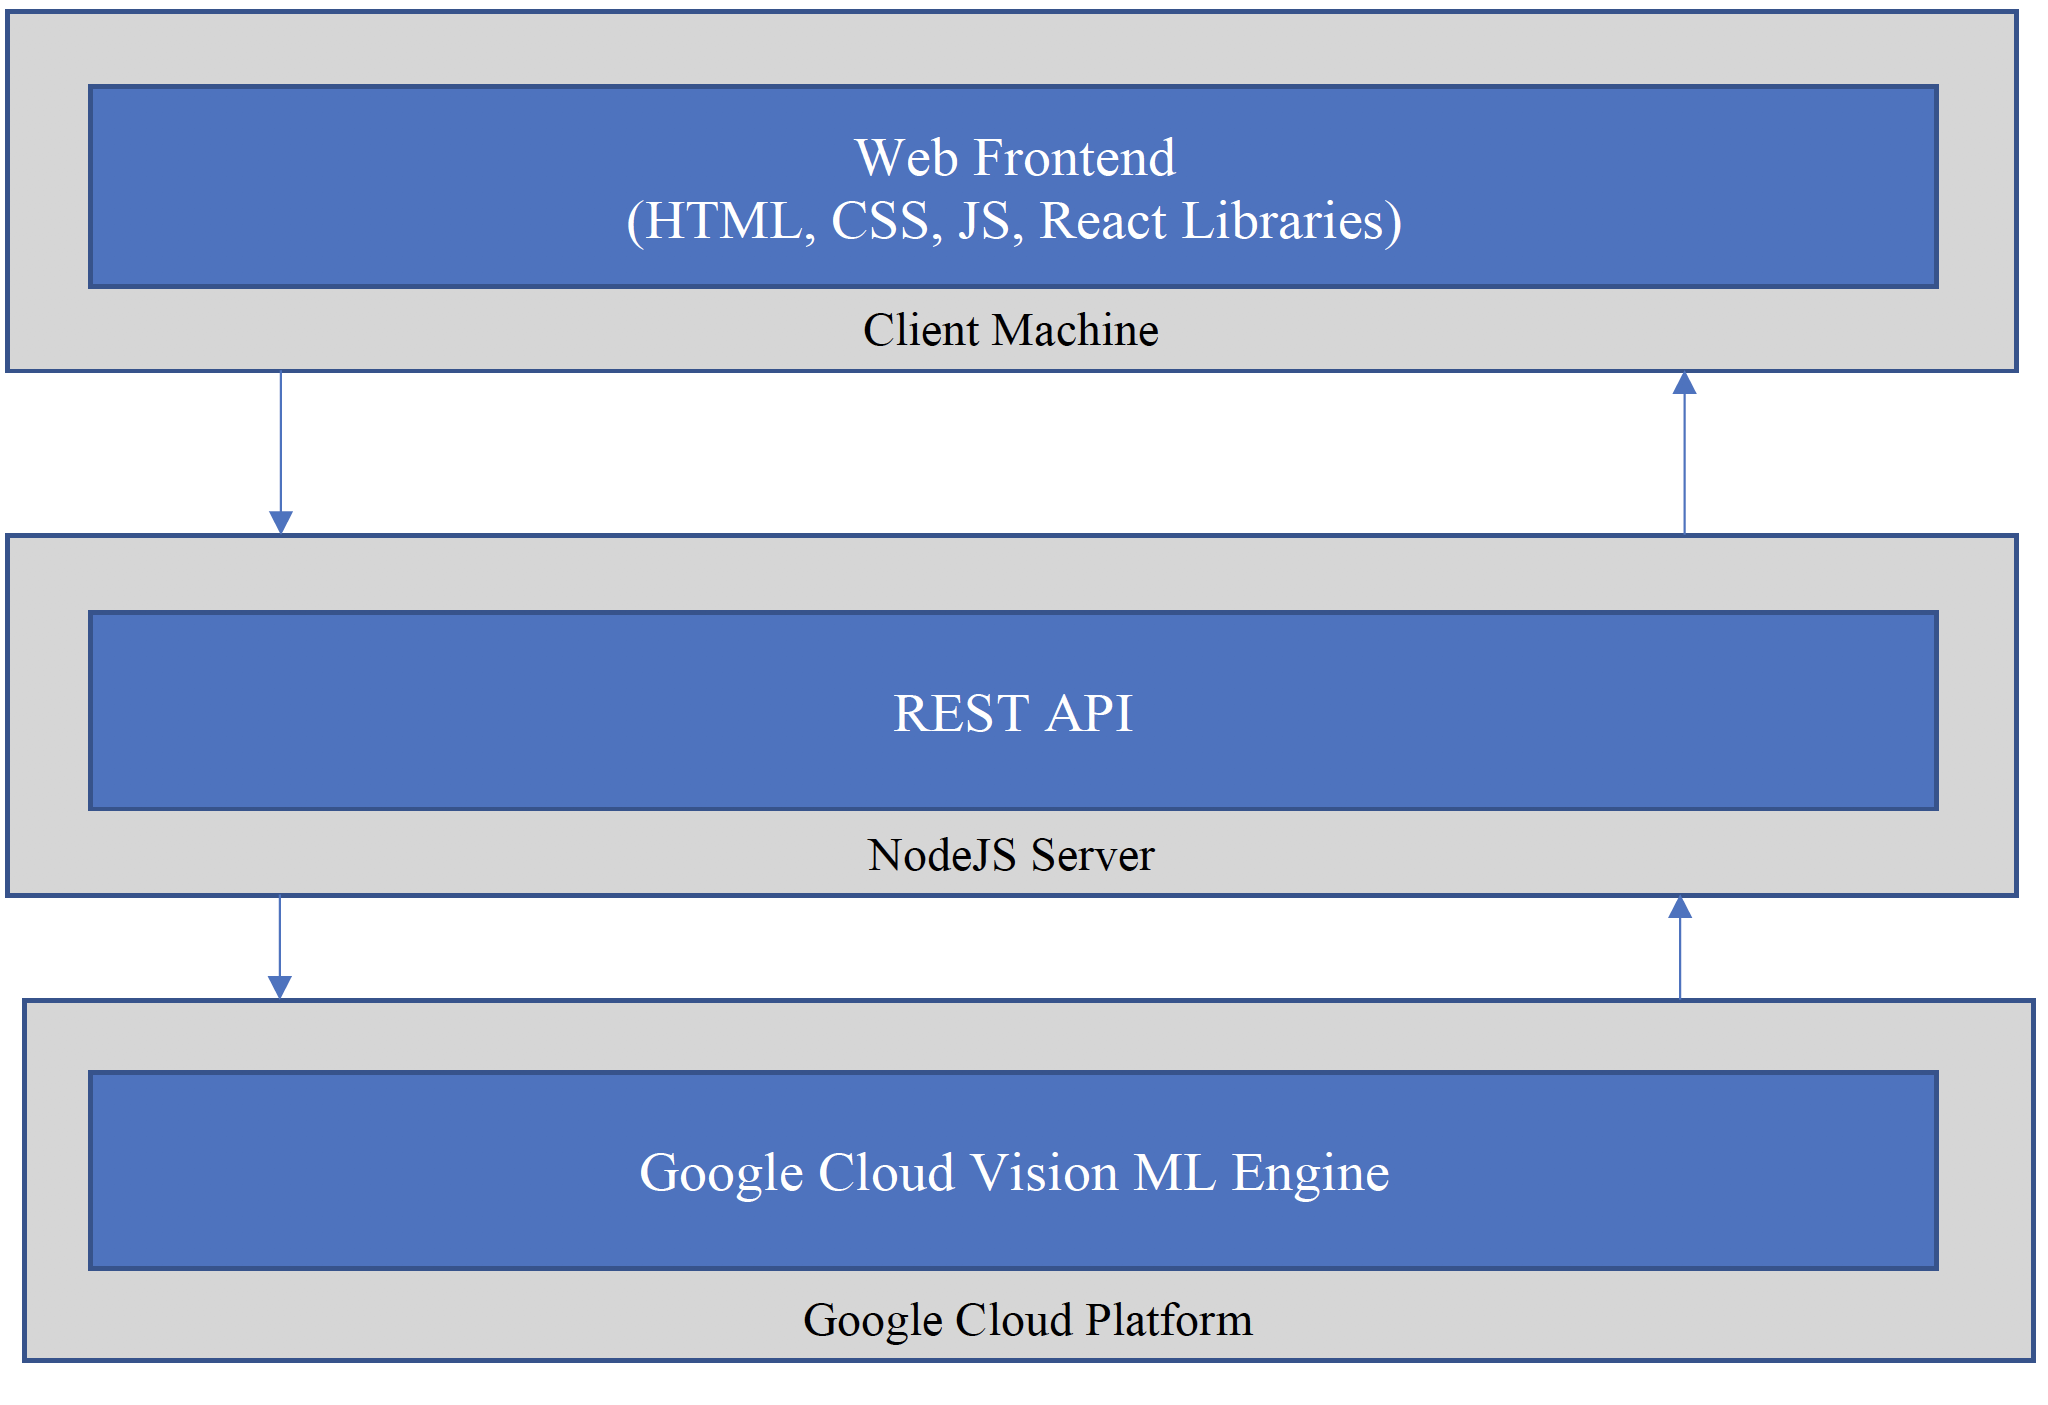 Web Frontend
(HTML, CSS, JS, React Libraries)
Client Machine
REST API
NodeJS Server
Google Cloud Vision ML Engine
Google Cloud Platform